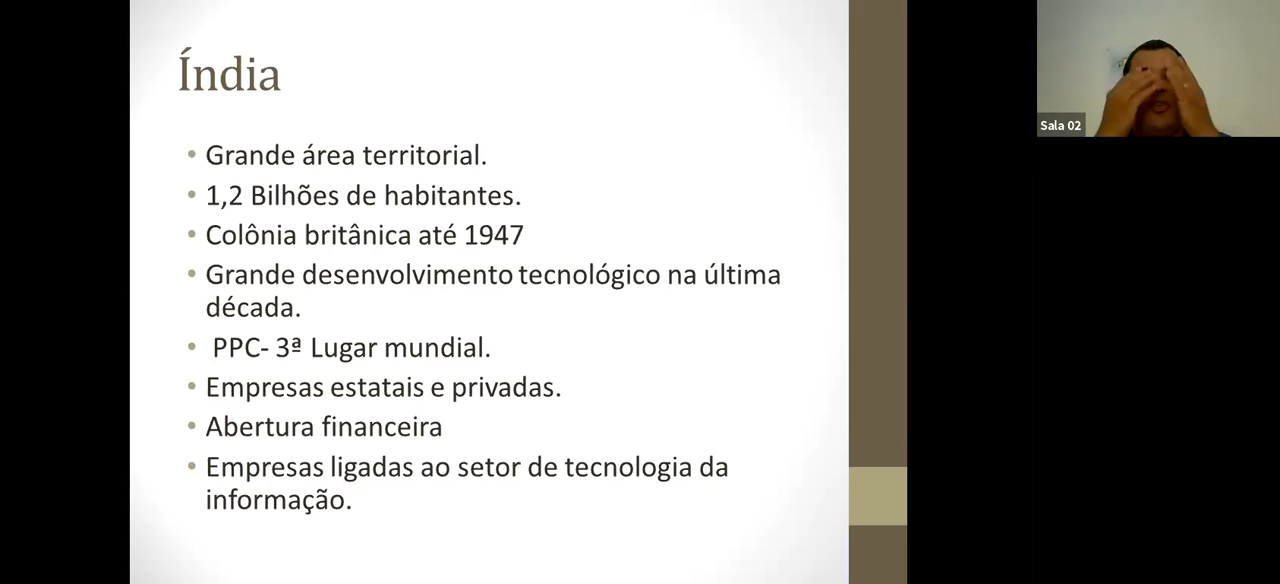 Índia
• Grande área territorial.
• 1,2 Bilhões de habitantes.
• Colônia britânica até 1947
• Grande desenvolvimento tecnológico na última
década.
• PPC- 3ª Lugar mundial.
• Empresas estatais e privadas.
• Abertura financeira
• Empresas ligadas ao setor de tecnologia da
informação.
Sala 02